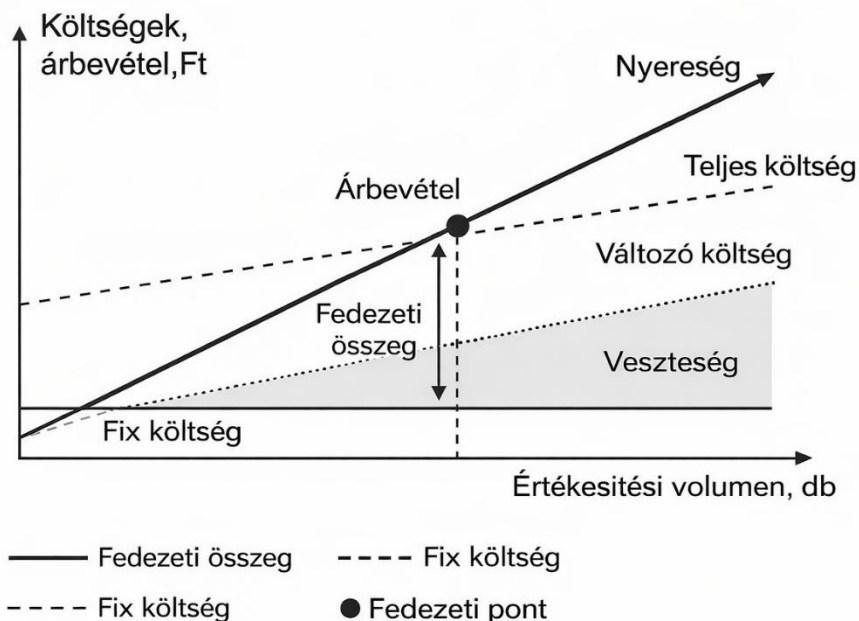 Költségek,
árbevétel,Ft
Nyereség
Teljes költség
Árbevétel
Változó költség
Fedezeti
összeg
Veszteség
Fix költség
Értékesitési volumen, db
Fedezeti összeg
Fix költség
Fix költség
Fedezeti pont